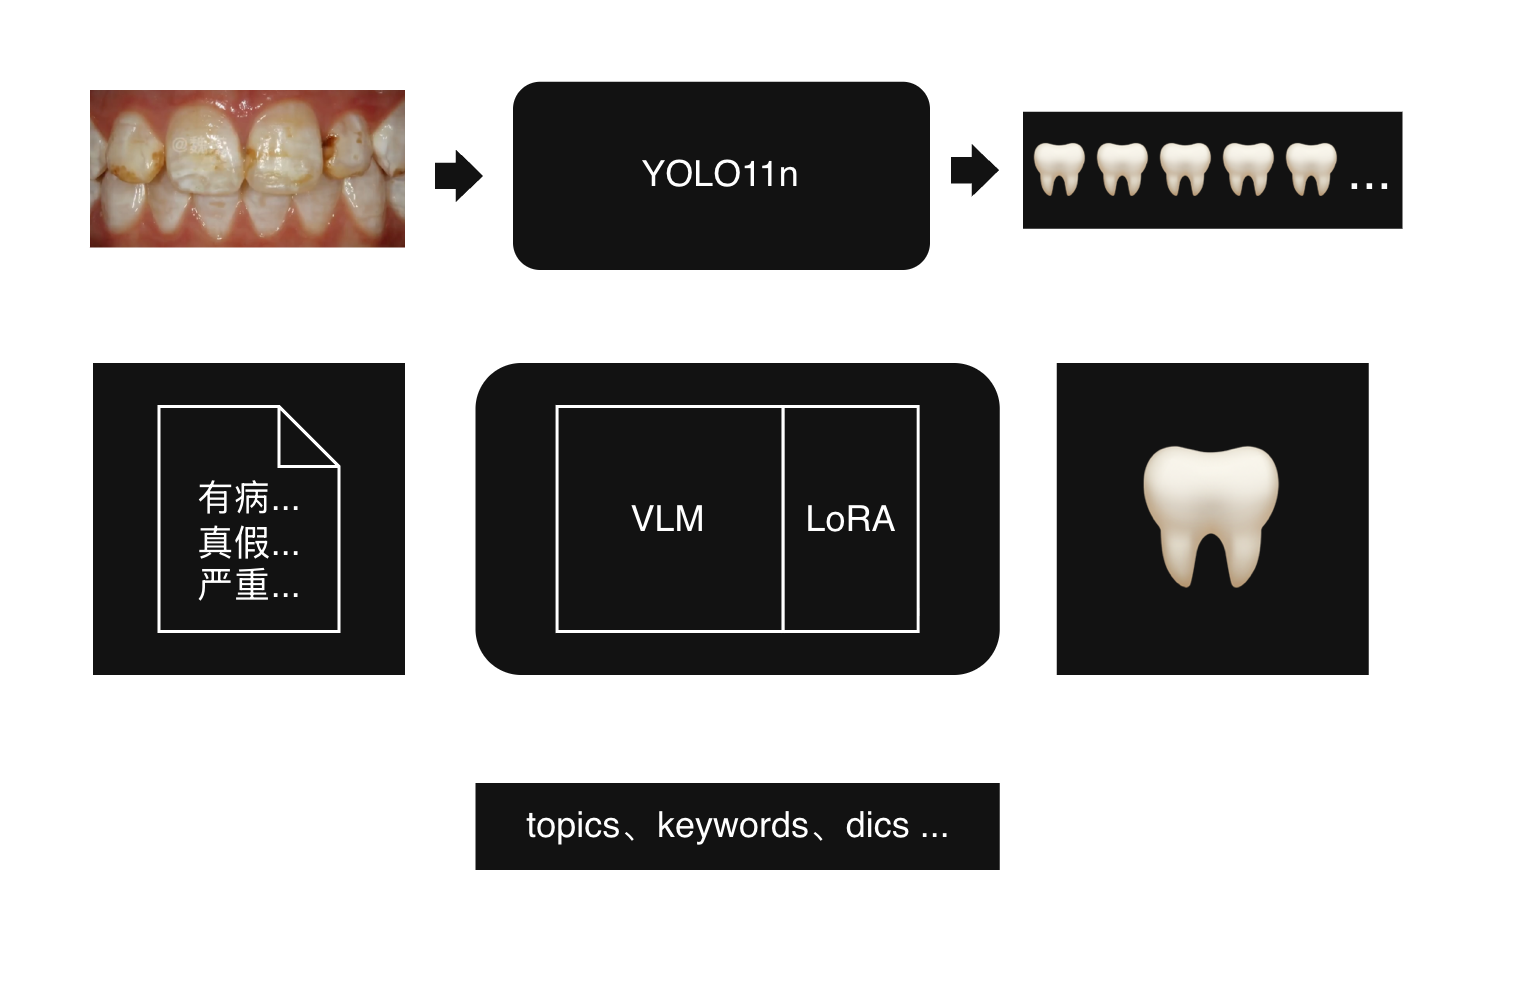 YOLO11n
有病...
真假...
严重...
VLM
LoRA
topics、keywords、dics ...